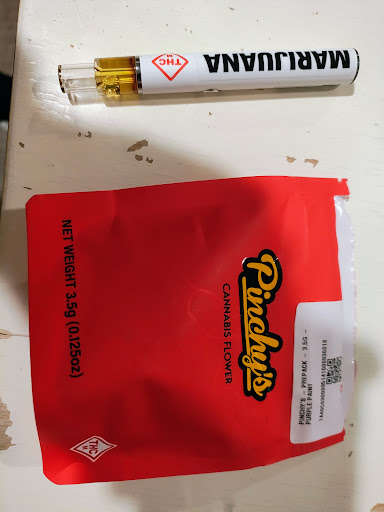 MARIJUANA
THC
Pinchy's
CANNABIS FLOWER
NET WEIGHT 3.5g (0.125oz)
THC
PINCHY'S - PREPACK - 3.5G -
PURPLE PAINT